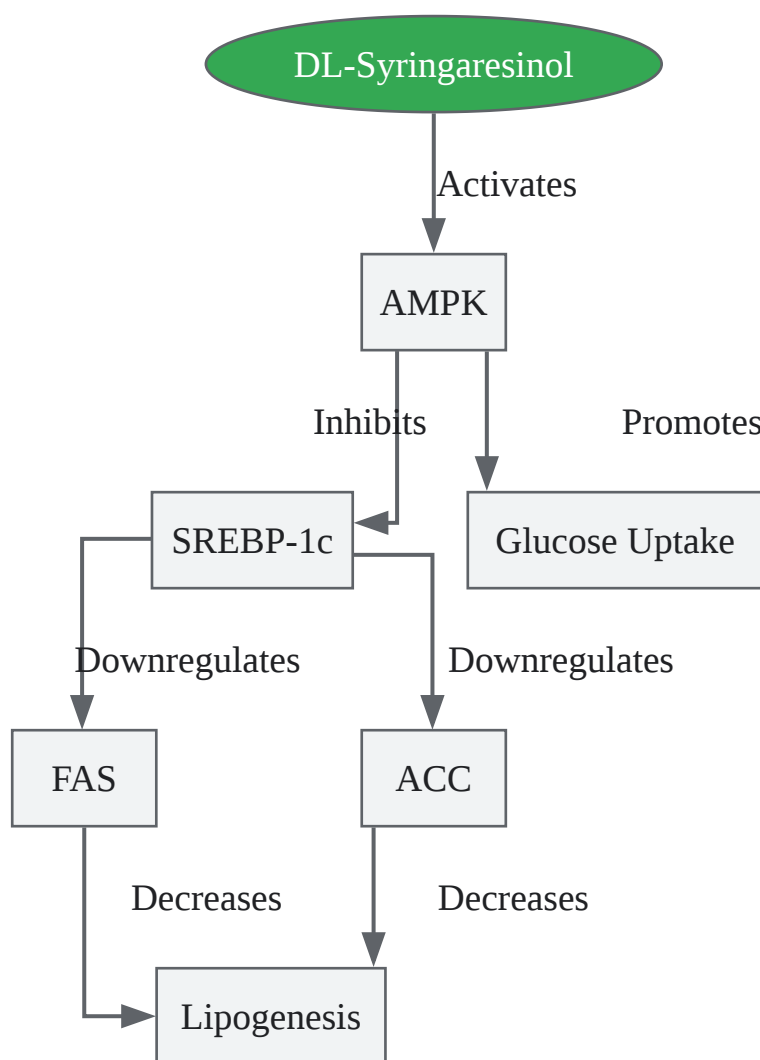 DL-Syringaresinol
Activates
AMPK
Inhibits
Promotes
SREBP-1c
Glucose Uptake
Downregulates
Downregulates
FAS
ACC
Decreases
Decreases
Lipogenesis